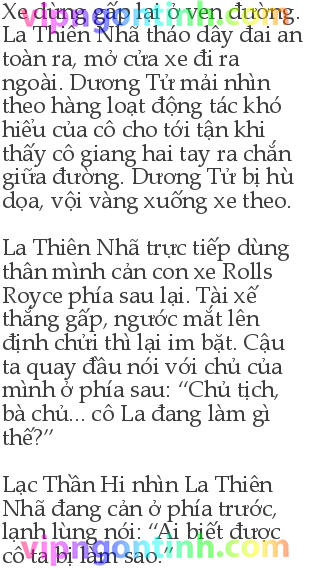 Xe dừng gấp lại ở ven đường.
vipngontinh.com
La Thiên Nhã tháo dây đai an
toàn ra, mở cửa xe đi ra
ngoài. Dương Tử mải nhìn
theo hàng loạt động tác khó
hiểu của cô cho tới tận khi
thấy cô giang hai tay ra chắn
giữa đường. Dương Tử bị hù
dọa, vội vàng xuống xe theo.

La Thiên Nhã trực tiếp dùng
thân mình cản con xe Rolls
Royce phía sau lại. Tài xế
thắng gấp, ngước mắt lên
định chửi thì lại im bặt. Cậu
ta quay đầu nói với chủ của
mình ở phía sau: “Chủ tịch,
bà chủ... cô La đang làm gì
thế?”

Lạc Thần Hi nhìn La Thiên
Nhã đang cản ở phía trước,
lạnh lùng nói: “Ai biết được
vipngontinh.com
cô ta bị làm sao.”